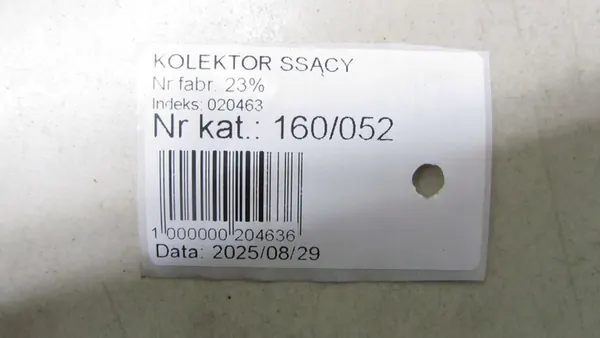 KOLEKTOR SSĄCY
Nr fabr. 23%
Indeks: 020463
Nr kat.: 160/052
1 000000 204636
Data: 2025/08/29